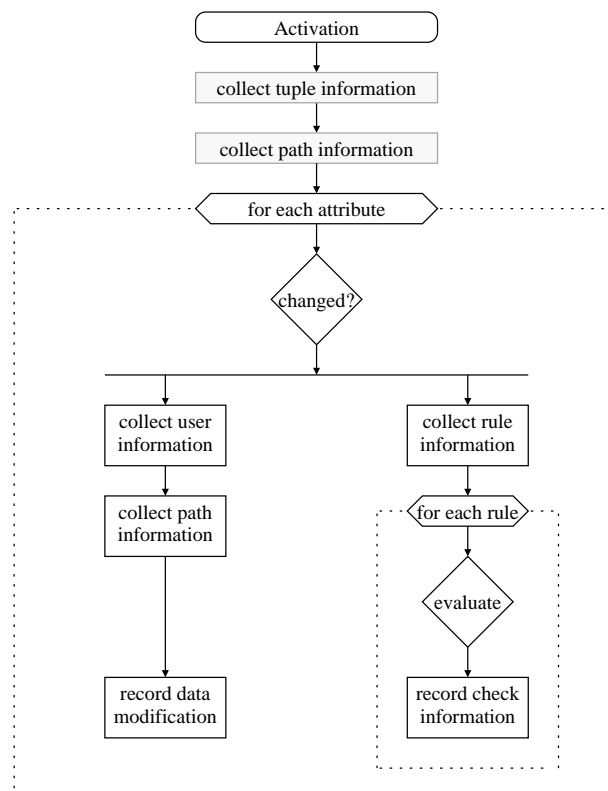 Activation
collect tuple information
collect path information
for each attribute
changed?
collect user
information
collect path
information
record data
modification
collect rule
information
for each rule
evaluate
record check
information